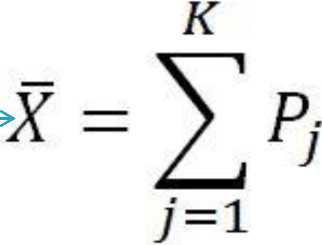 X̄ = ∑_{j=1}^{K} P_j